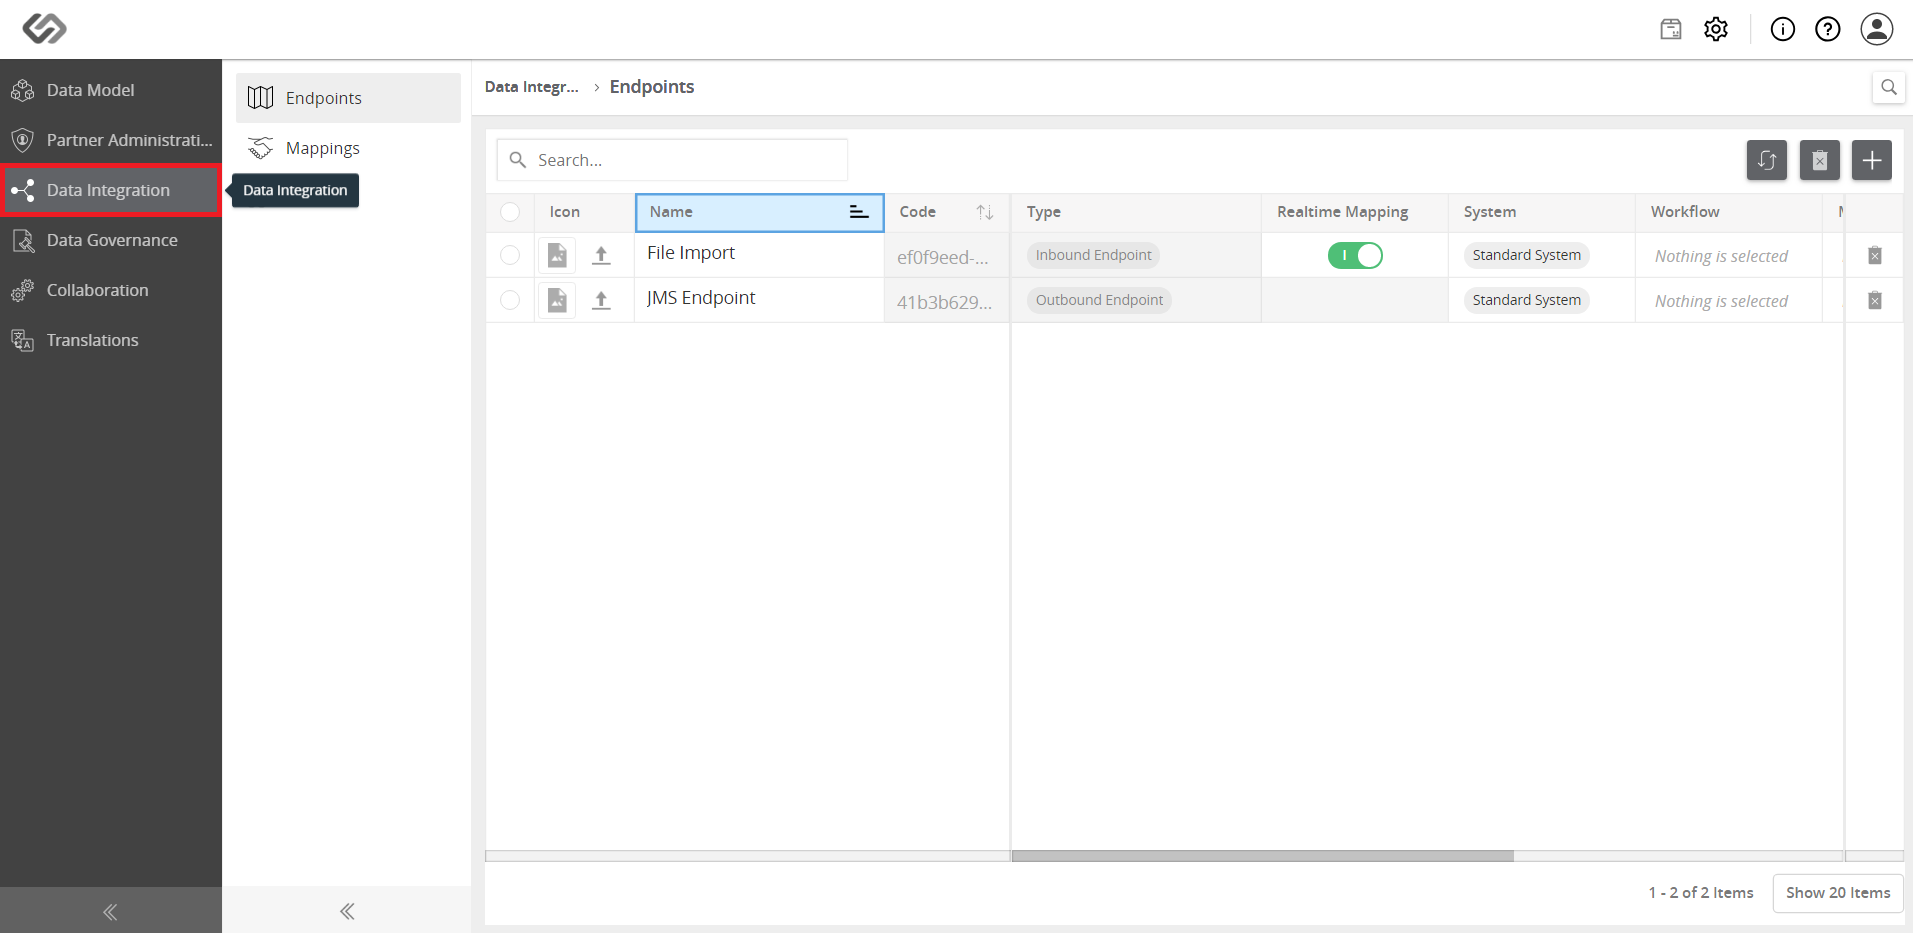 Data Model
Partner Administrati...
Data Integration
Data Governance
Collaboration
Translations
Endpoints
Mappings
Data Integration
Data Integr... > Endpoints
Search...
Icon Name Code Type Realtime Mapping System Workflow
File Import ef0f9eed-... Inbound Endpoint Standard System Nothing is selected
JMS Endpoint 41b3b629... Outbound Endpoint Standard System Nothing is selected
1 - 2 of 2 Items Show 20 Items